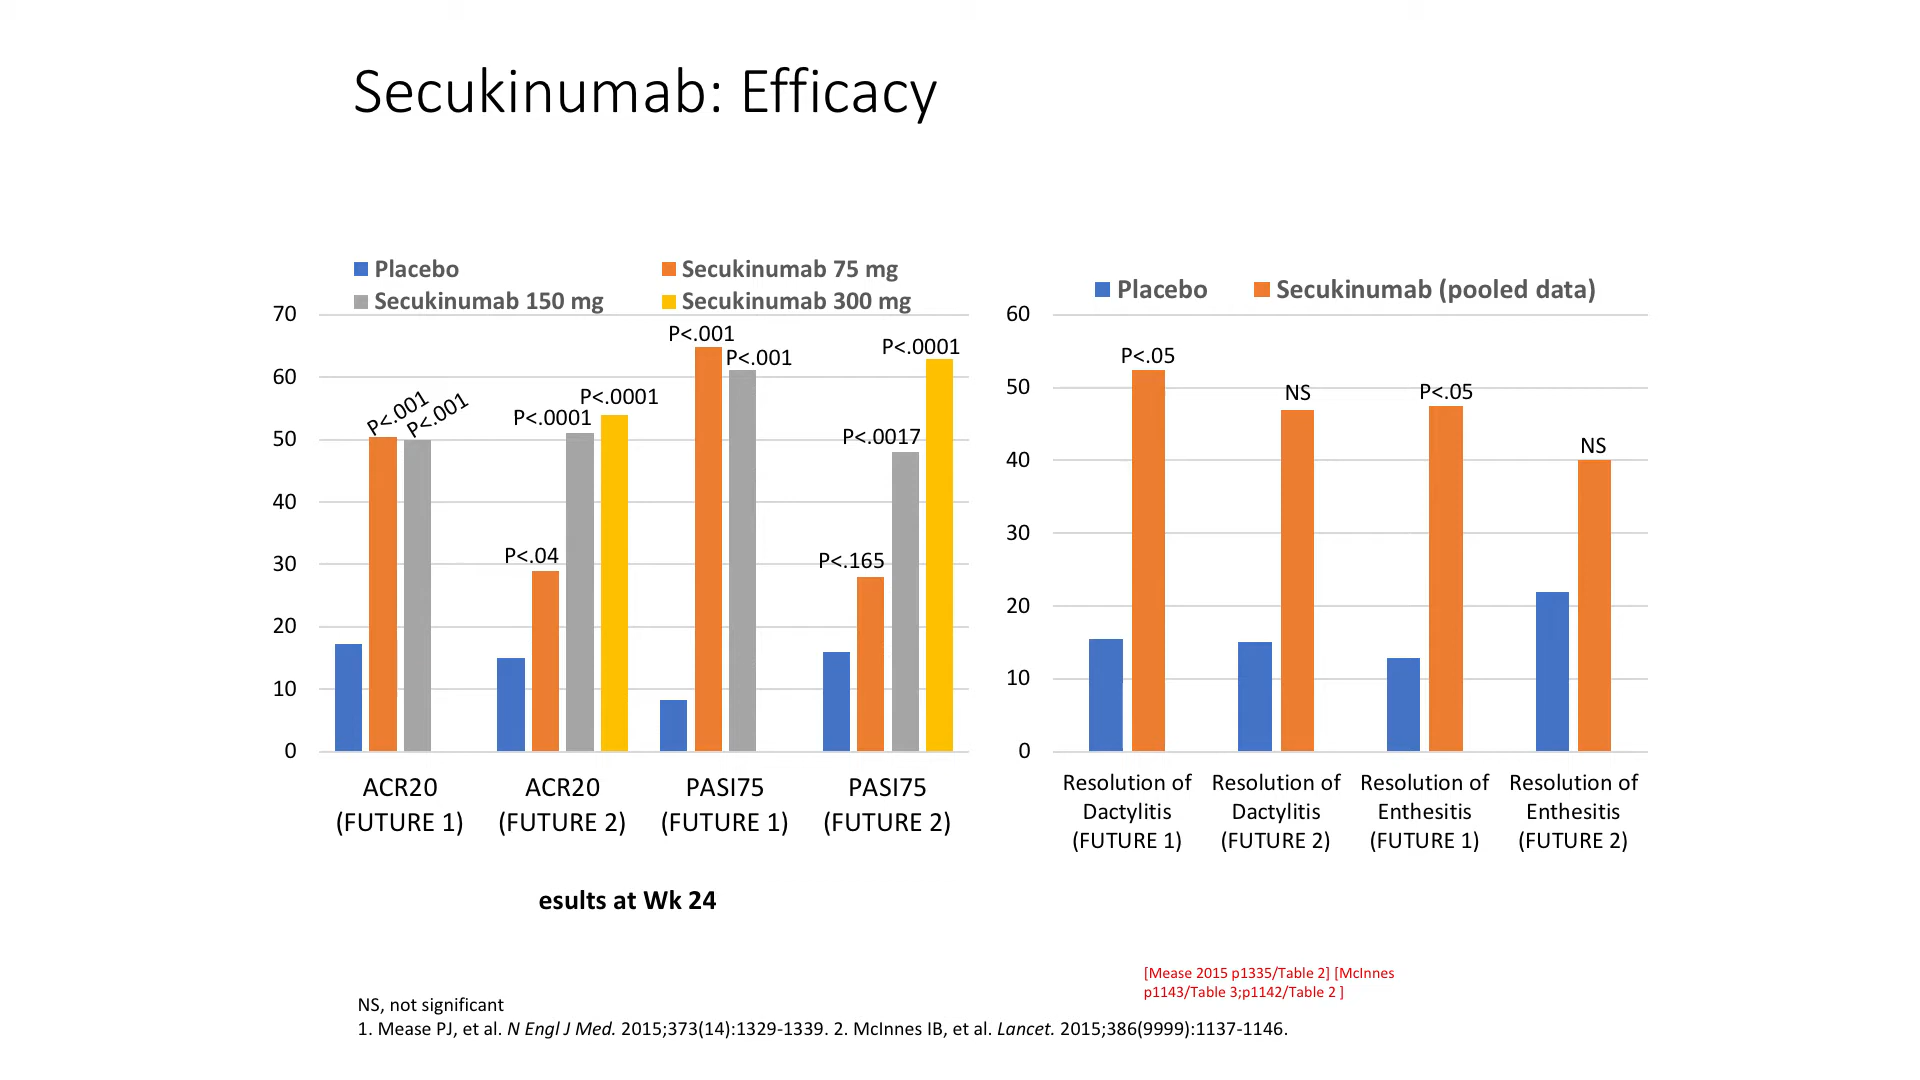 Secukinumab: Efficacy
Placebo
Secukinumab 75 mg
Secukinumab 150 mg
Secukinumab 300 mg
70
60
50
40
30
20
10
0
P<.001
P<.001
P<.04
P<.0001
P<.0001
P<.001
P<.001
P<.165
P<.0017
P<.0001
ACR20
(FUTURE 1)
ACR20
(FUTURE 2)
PASI75
(FUTURE 1)
PASI75
(FUTURE 2)
esults at Wk 24
Placebo
Secukinumab (pooled data)
60
50
40
30
20
10
0
P<.05
NS
P<.05
NS
Resolution of
Dactylitis
(FUTURE 1)
Resolution of
Dactylitis
(FUTURE 2)
Resolution of
Enthesitis
(FUTURE 1)
Resolution of
Enthesitis
(FUTURE 2)
[Mease 2015 p1335/Table 2] [McInnes
p1143/Table 3;p1142/Table 2 ]
NS, not significant
1. Mease PJ, et al. N Engl J Med. 2015;373(14):1329-1339. 2. McInnes IB, et al. Lancet. 2015;386(9999):1137-1146.